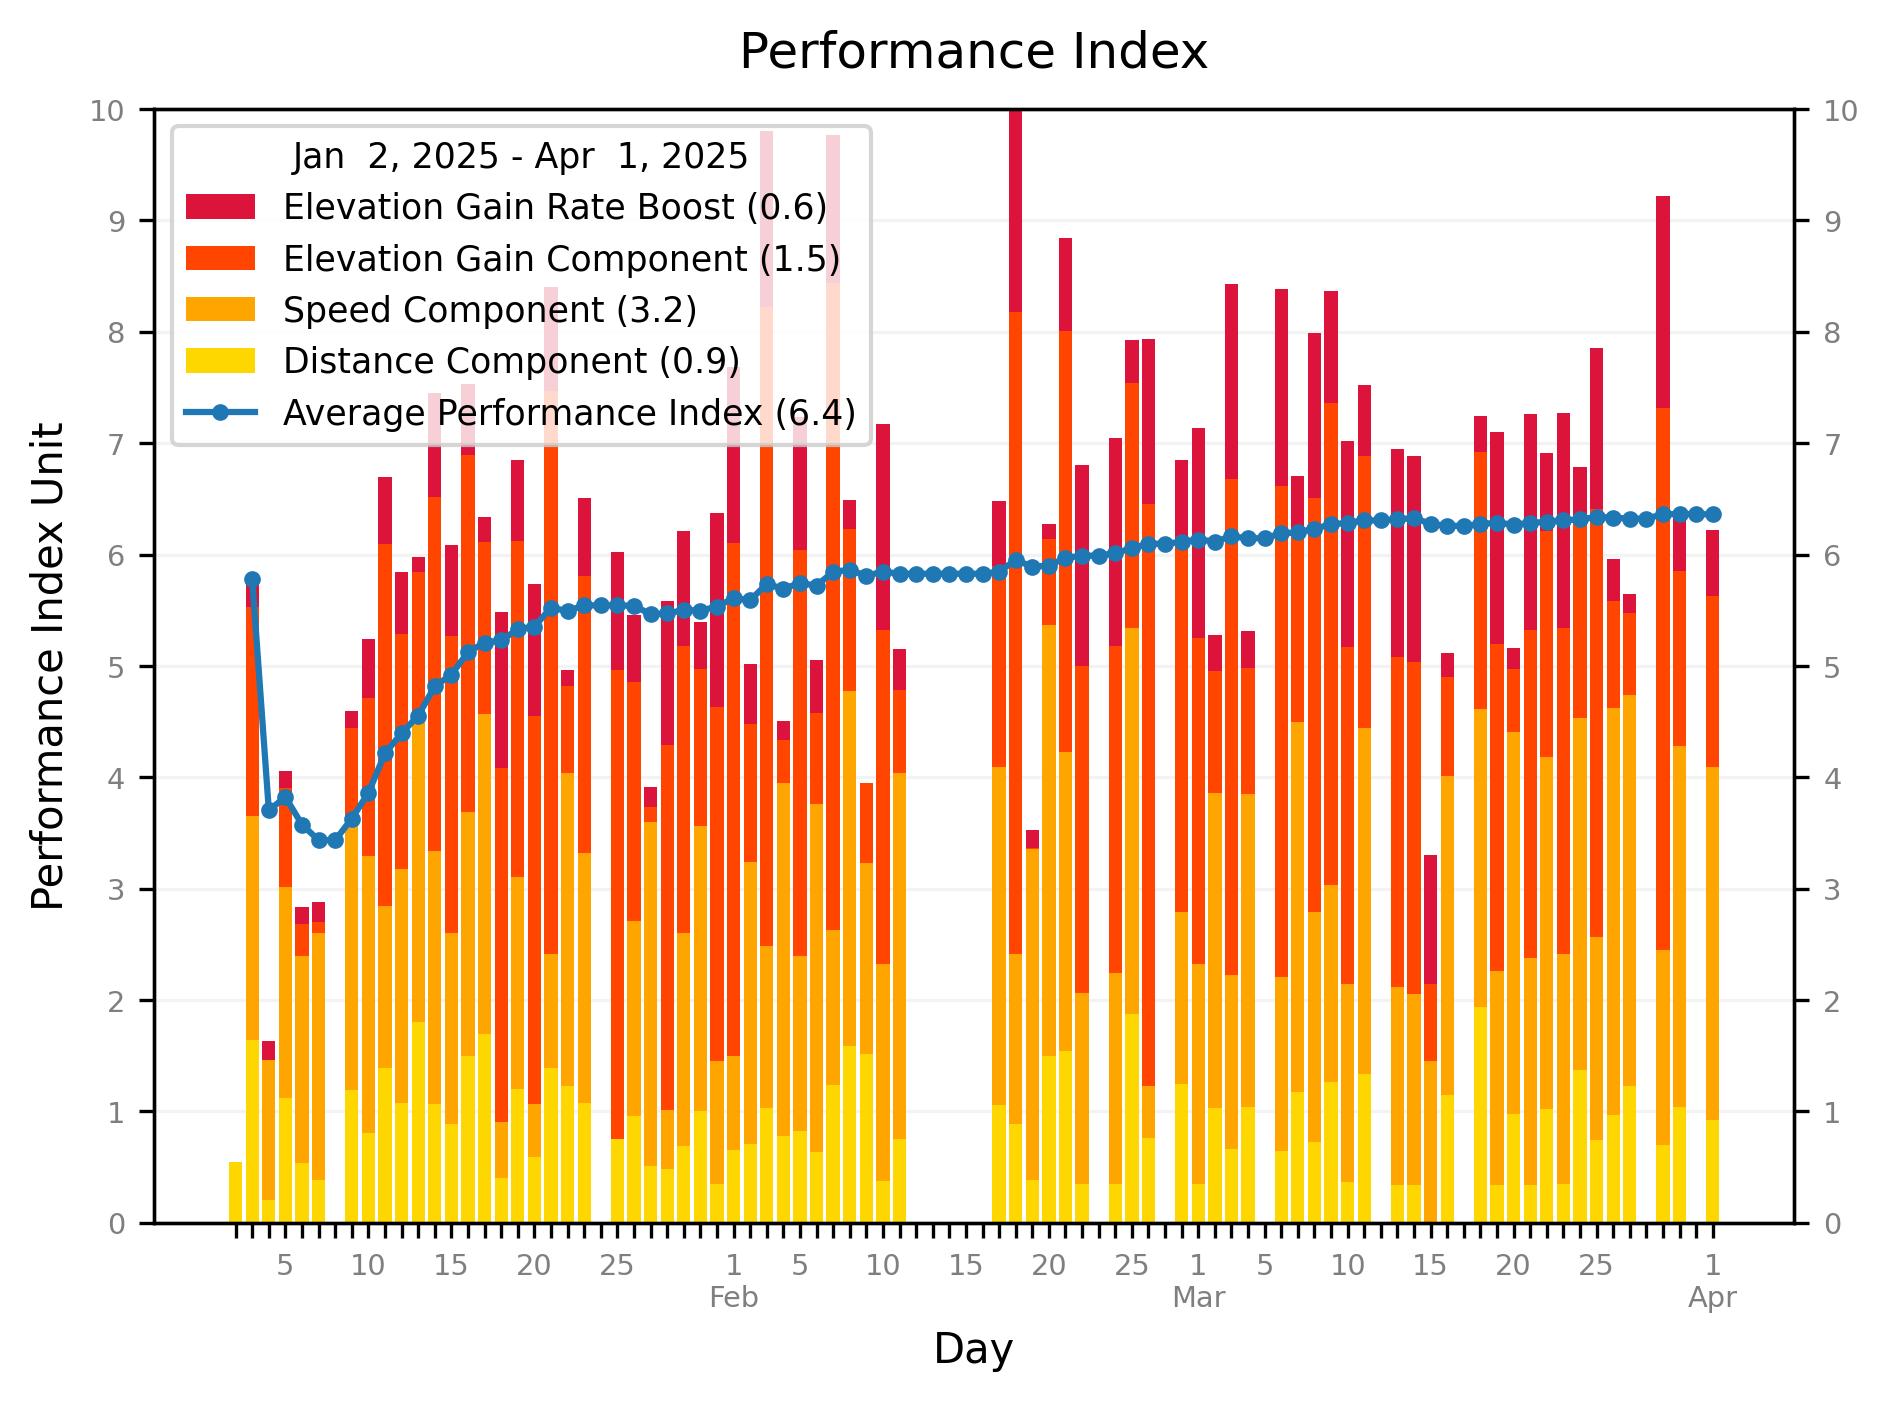 Performance Index
Performance Index Unit
10
9
8
7
6
5
4
3
2
1
0
Jan 2, 2025 - Apr 1, 2025
Elevation Gain Rate Boost (0.6)
Elevation Gain Component (1.5)
Speed Component (3.2)
Distance Component (0.9)
Average Performance Index (6.4)
10
9
8
7
6
5
4
3
2
1
0
5 10 15 20 25 1 5 10 15 20 25 1 5 10 15 20 25 1
Feb Mar Apr
Day